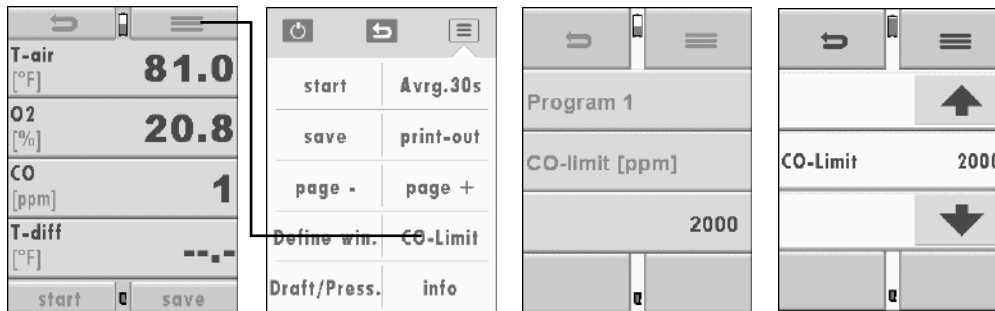 T-air
[°F]
81.0
O2
[%]
20.8
CO
[ppm]
1
T-diff
[°F]
--.-
start save
start Avrg.30s
save print-out
page - page +
Define win. CO-Limit
Draft/Press. info
Program 1
CO-limit [ppm]
2000
CO-Limit 2000